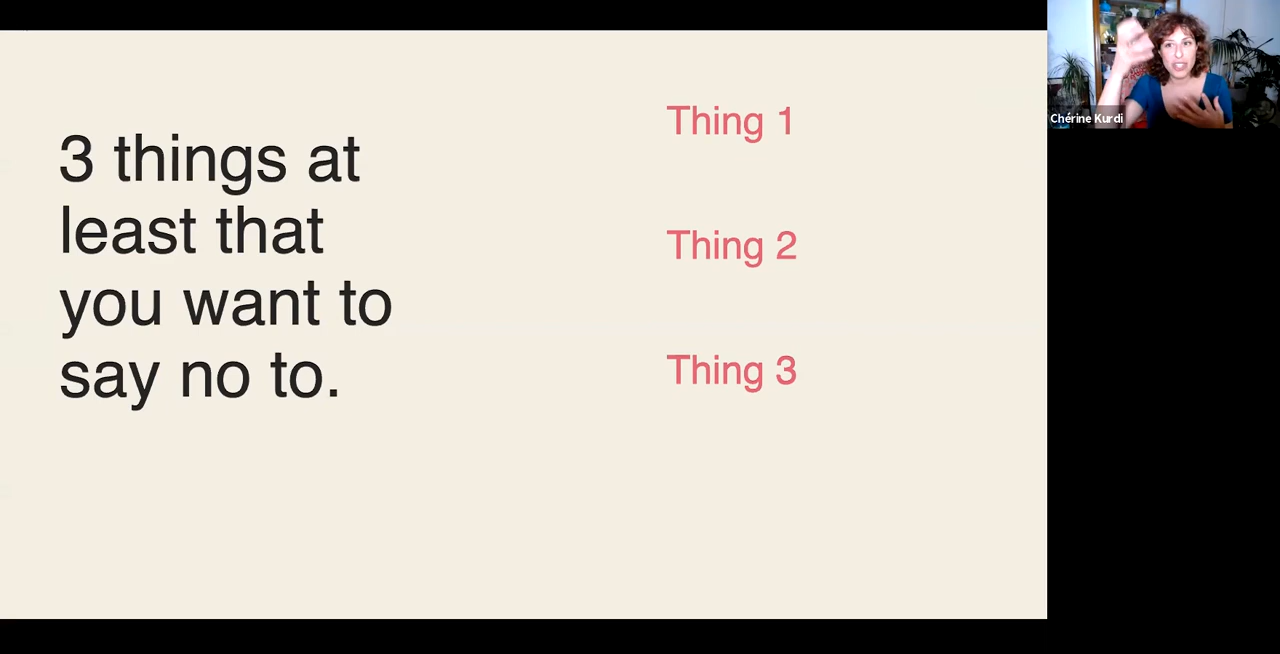 3 things at
least that
you want to
say no to.
Thing 1
Thing 2
Thing 3
Chérine Kurdi